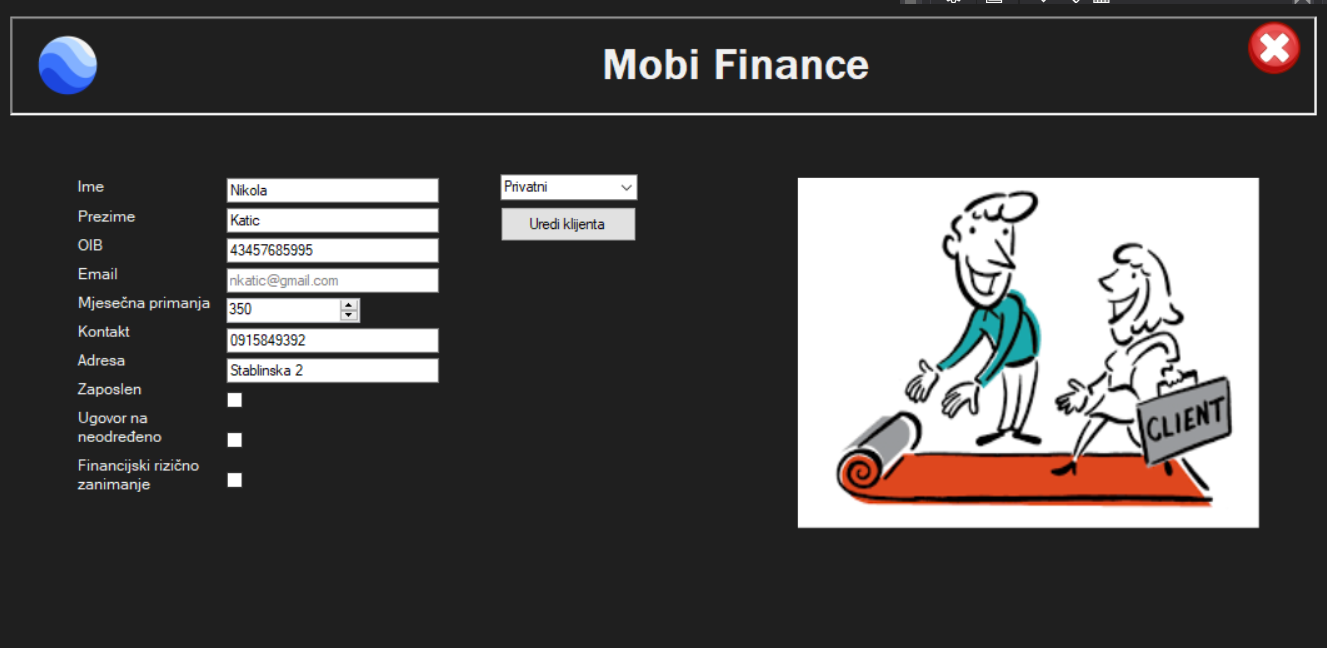 Mobi Finance
Ime
Nikola
Privatni
Prezime
Katic
Uredi klijenta
OIB
43457685995
Email
nkatic@gmail.com
Mjesečna primanja
350
Kontakt
0915849392
Adresa
Stablinska 2
Zaposlen
Ugovor na
neodređeno
Financijski rizično
zanimanje
CLIENT